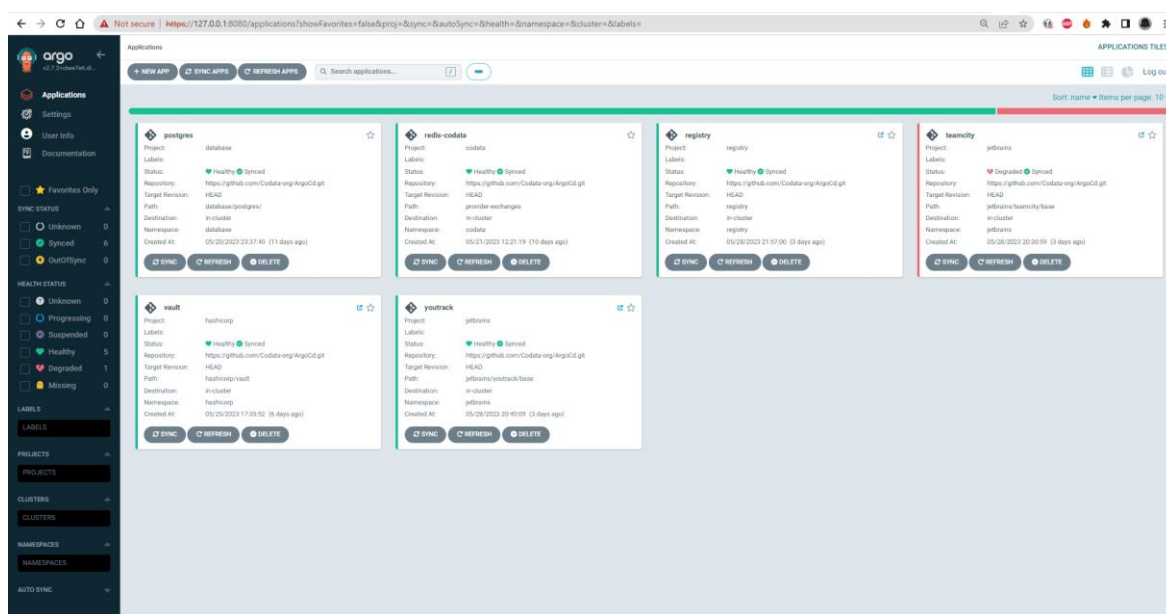 Not secure | https://127.0.0.1:8080/applications?showFavorites=false&proj=&sync=&autoSync=&health=&namespace=&cluster=&labels=
argo
Applications
Settings
User Info
Documentation
Favorites Only
SYNC STATUS
Unknown 0
Synced 6
OutOfSync 0
HEALTH STATUS
Unknown 0
Progressing 0
Suspended 0
Healthy 5
Degraded 1
Missing 0
LABELS
LABELS
PROJECTS
PROJECTS
CLUSTERS
CLUSTERS
NAMESPACES
NAMESPACES
AUTO SYNC
Applications
APPLICATIONS TILES
+ NEW APP SYNC APPS REFRESH APPS Search applications... /
Log ou
Sort: name Items per page: 10
postgres
Project: database
Labels:
Status: Healthy Synced
Repository: https://github.com/Codata-org/ArgoCd.git
Target Revision: HEAD
Path: database/postgres/
Destination: in-cluster
Namespace: database
Created At: 05/20/2023 23:37:40 (11 days ago)
SYNC REFRESH DELETE
redis-codata
Project: codata
Labels:
Status: Healthy Synced
Repository: https://github.com/Codata-org/ArgoCd.git
Target Revision: HEAD
Path: provider-exchanges
Destination: in-cluster
Namespace: codata
Created At: 05/21/2023 12:21:19 (10 days ago)
SYNC REFRESH DELETE
registry
Project: registry
Labels:
Status: Healthy Synced
Repository: https://github.com/Codata-org/ArgoCd.git
Target Revision: HEAD
Path: registry
Destination: in-cluster
Namespace: registry
Created At: 05/28/2023 21:57:00 (3 days ago)
SYNC REFRESH DELETE
teamcity
Project: jetbrains
Labels:
Status: Degraded Synced
Repository: https://github.com/Codata-org/ArgoCd.git
Target Revision: HEAD
Path: jetbrains/teamcity/base
Destination: in-cluster
Namespace: jetbrains
Created At: 05/28/2023 20:30:59 (3 days ago)
SYNC REFRESH DELETE
vault
Project: hashicorp
Labels:
Status: Healthy Synced
Repository: https://github.com/Codata-org/ArgoCd.git
Target Revision: HEAD
Path: hashicorp/vault
Destination: in-cluster
Namespace: hashicorp
Created At: 05/25/2023 17:35:52 (6 days ago)
SYNC REFRESH DELETE
youtrack
Project: jetbrains
Labels:
Status: Healthy Synced
Repository: https://github.com/Codata-org/ArgoCd.git
Target Revision: HEAD
Path: jetbrains/youtrack/base
Destination: in-cluster
Namespace: jetbrains
Created At: 05/28/2023 20:40:09 (3 days ago)
SYNC REFRESH DELETE